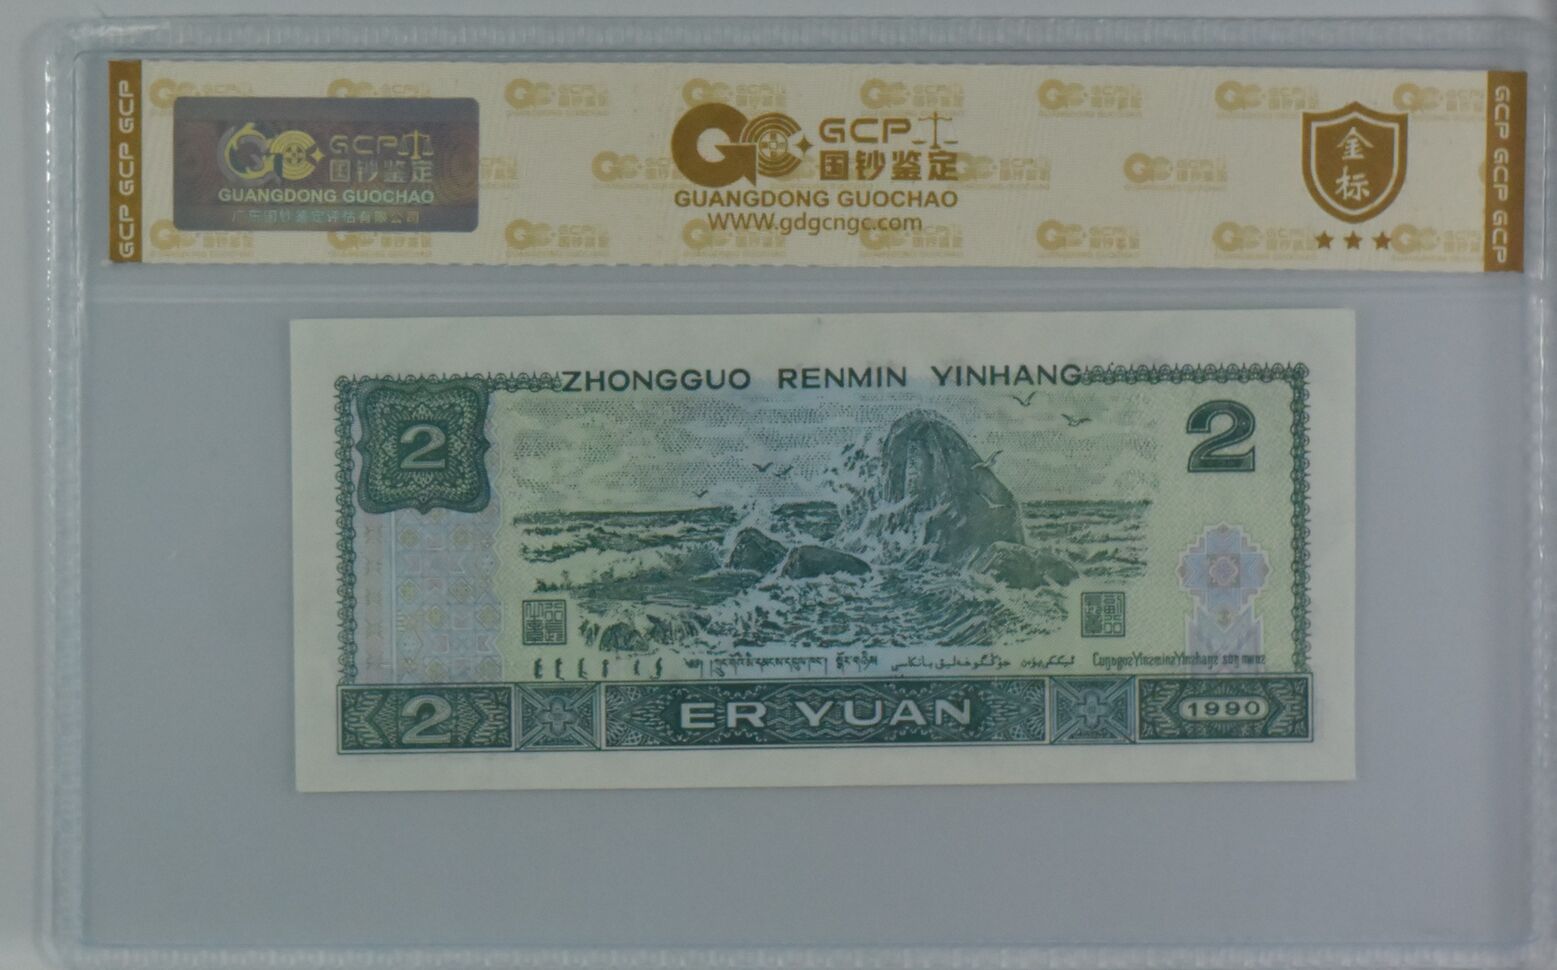 GCP GCP GCP
GCP
国钞鉴定
GUANGDONG GUOCHAO
广东国钞鉴定评估有限公司
GCP
国钞鉴定
GUANGDONG GUOCHAO
WWW.gdgcngc.com
金标
GCP GCP GCP
ZHONGGUO RENMIN YINHANG
2
2
2
ER YUAN
1990